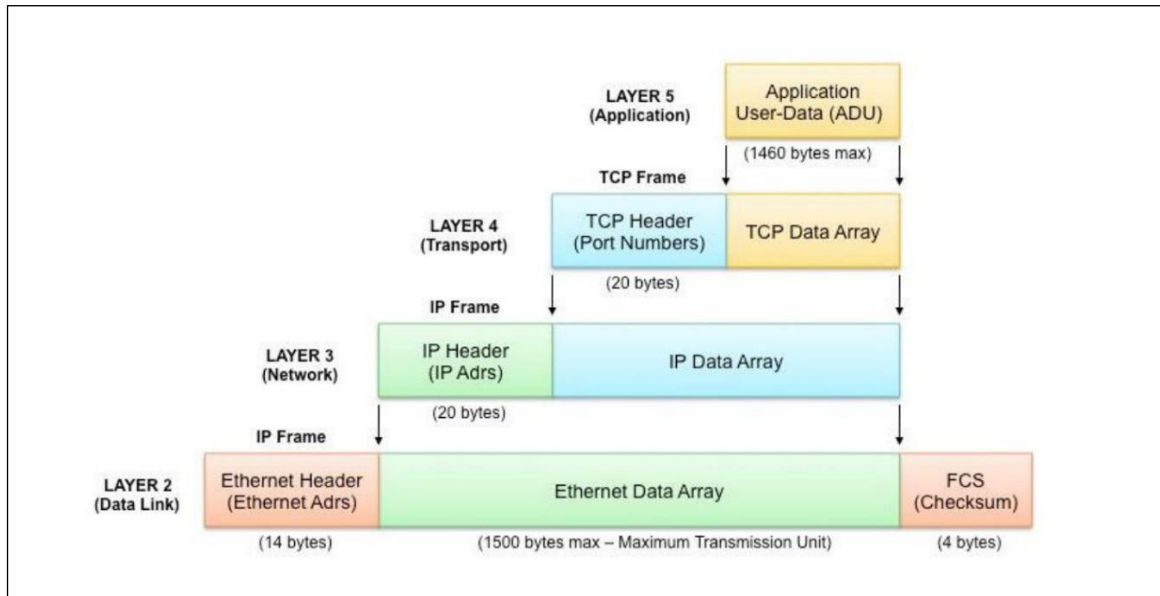 LAYER 5
(Application)
Application
User-Data (ADU)
(1460 bytes max)
TCP Frame
LAYER 4
(Transport)
TCP Header
(Port Numbers)
TCP Data Array
(20 bytes)
IP Frame
LAYER 3
(Network)
IP Header
(IP Adrs)
IP Data Array
(20 bytes)
IP Frame
LAYER 2
(Data Link)
Ethernet Header
(Ethernet Adrs)
Ethernet Data Array
FCS
(Checksum)
(14 bytes)
(1500 bytes max – Maximum Transmission Unit)
(4 bytes)